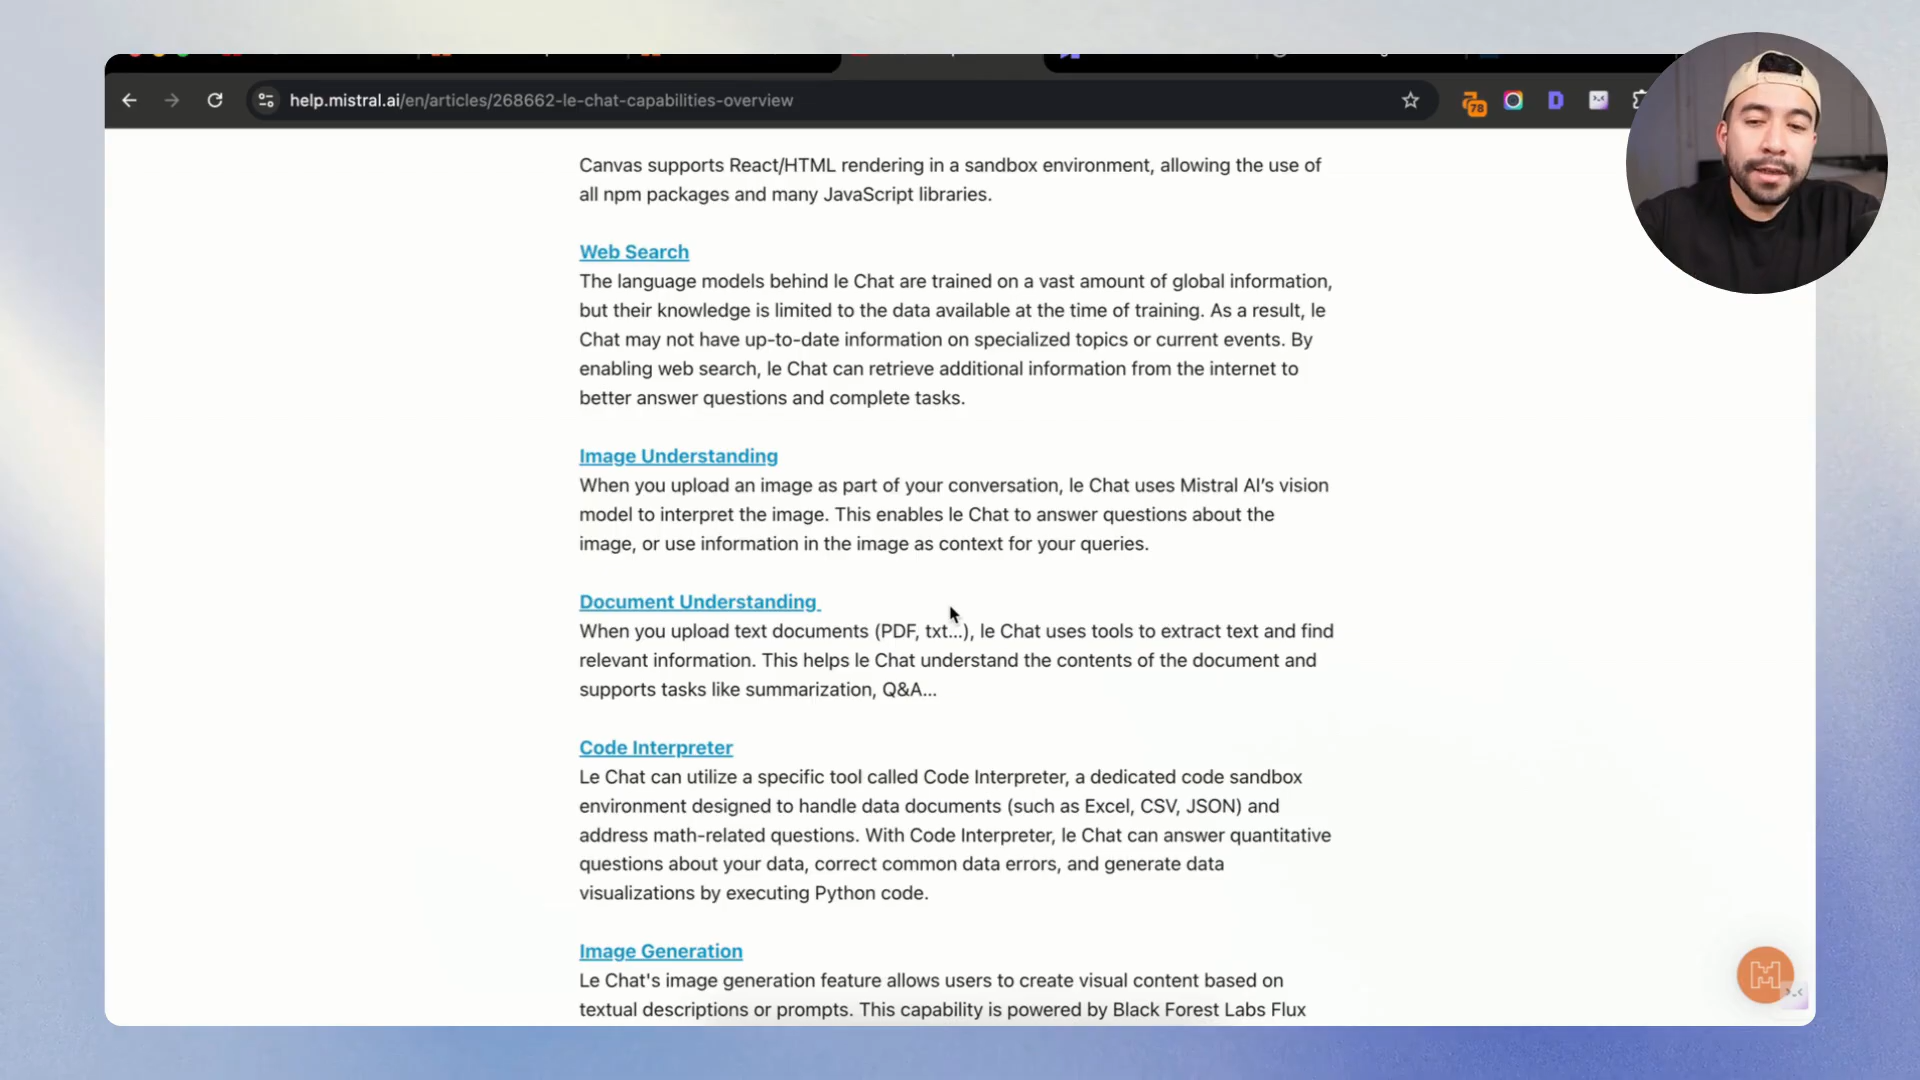 help.mistral.ai/en/articles/268662-le-chat-capabilities-overview
78
D
Canvas supports React/HTML rendering in a sandbox environment, allowing the use of
all npm packages and many JavaScript libraries.
Web Search
The language models behind le Chat are trained on a vast amount of global information,
but their knowledge is limited to the data available at the time of training. As a result, le
Chat may not have up-to-date information on specialized topics or current events. By
enabling web search, le Chat can retrieve additional information from the internet to
better answer questions and complete tasks.
Image Understanding
When you upload an image as part of your conversation, le Chat uses Mistral AI’s vision
model to interpret the image. This enables le Chat to answer questions about the
image, or use information in the image as context for your queries.
Document Understanding
When you upload text documents (PDF, txt...), le Chat uses tools to extract text and find
relevant information. This helps le Chat understand the contents of the document and
supports tasks like summarization, Q&A...
Code Interpreter
Le Chat can utilize a specific tool called Code Interpreter, a dedicated code sandbox
environment designed to handle data documents (such as Excel, CSV, JSON) and
address math-related questions. With Code Interpreter, le Chat can answer quantitative
questions about your data, correct common data errors, and generate data
visualizations by executing Python code.
Image Generation
Le Chat's image generation feature allows users to create visual content based on
textual descriptions or prompts. This capability is powered by Black Forest Labs Flux